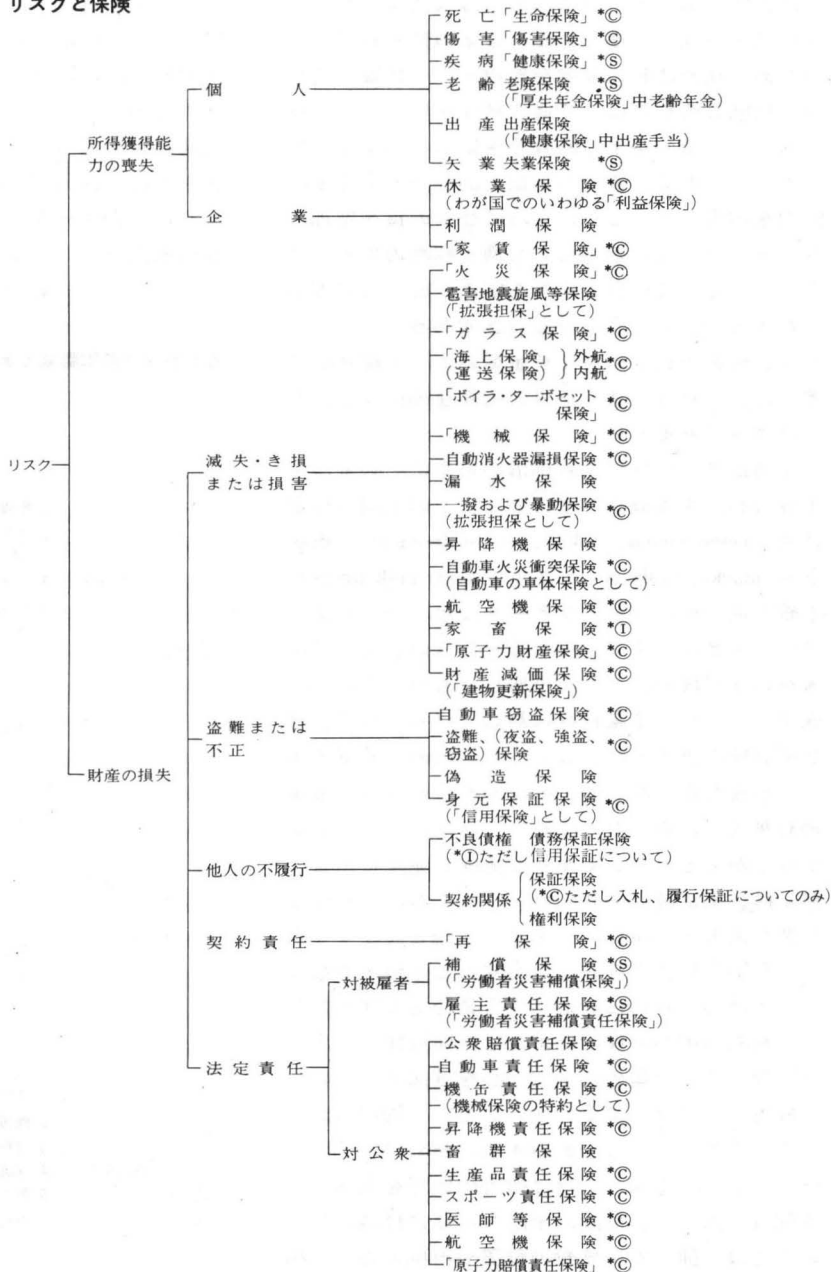 リスクと保険
死亡「生命保険」*Ⓒ
傷害「傷害保険」*Ⓒ
疾病「健康保険」*Ⓢ
個人
老齢 老廃保険 *Ⓢ
(「厚生年金保険」中老齢年金)
出産 出産保険
(「健康保険」中出産手当)
所得獲得能
力の喪失
矢業 失業保険 *Ⓢ
休業保険 *Ⓒ
(わが国でのいわゆる「利益保険」)
企業
利潤保険
「家賃保険」*Ⓒ
「火災保険」*Ⓒ
雹害地震旋風等保険
(「拡張担保」として)
「ガラス保険」*Ⓒ
「海上保険」}外航*Ⓒ
(運送保険)}内航
「ボイラ・ターボセット
保険」*Ⓒ
「機械保険」*Ⓒ
リスク
滅失・き損
または損害
自動消火器漏損保険 *Ⓒ
漏水保険
一揆および暴動保険 *Ⓒ
(拡張担保として)
昇降機保険
自動車火災衝突保険 *Ⓒ
(自動車の車体保険として)
航空機保険 *Ⓒ
家畜保険 *Ⓘ
「原子力財産保険」*Ⓒ
財産減価保険 *Ⓒ
(「建物更新保険」)
盗難または
不正
自動車窃盗保険 *Ⓒ
盗難、(夜盗、強盗、
窃盗)保険 *Ⓒ
財産の損失
偽造保険
身元保証保険 *Ⓒ
(「信用保険」として)
他人の不履行
不良債権 債務保証保険
(*Ⓘただし信用保証について)
契約関係{保証保険
(*Ⓒただし入札、履行保証についてのみ)
権利保険
契約責任
「再保険」*Ⓒ
対被雇者
補償保険 *Ⓢ
(「労働者災害補償保険」)
雇主責任保険 *Ⓢ
(「労働者災害補償責任保険」)
法定責任
公衆賠償責任保険 *Ⓒ
自動車責任保険 *Ⓒ
機缶責任保険 *Ⓒ
(機械保険の特約として)
昇降機責任保険 *Ⓒ
対公衆
畜群保険
生産品責任保険 *Ⓒ
スポーツ責任保険 *Ⓒ
医師等保険 *Ⓒ
航空機保険 *Ⓒ
「原子力賠償責任保険」*Ⓒ